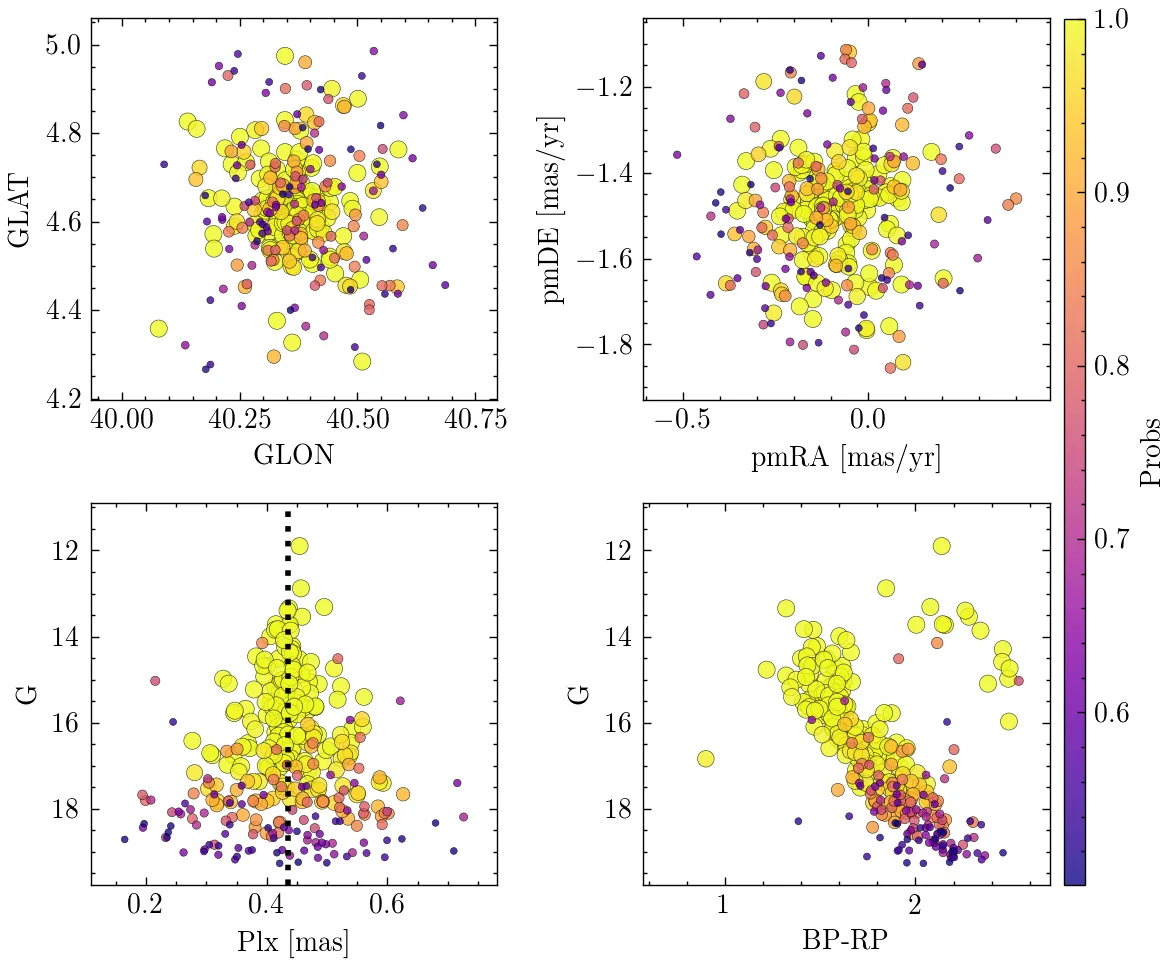 5.0
4.8
4.6
4.4
4.2
GLAT
40.00 40.25 40.50 40.75
GLON
−1.2
−1.4
−1.6
−1.8
pmDE [mas/yr]
−0.5 0.0
pmRA [mas/yr]
1.0
0.9
0.8
0.7
0.6
Probs
12
14
16
18
G
0.2 0.4 0.6
Plx [mas]
12
14
16
18
G
1 2
BP-RP